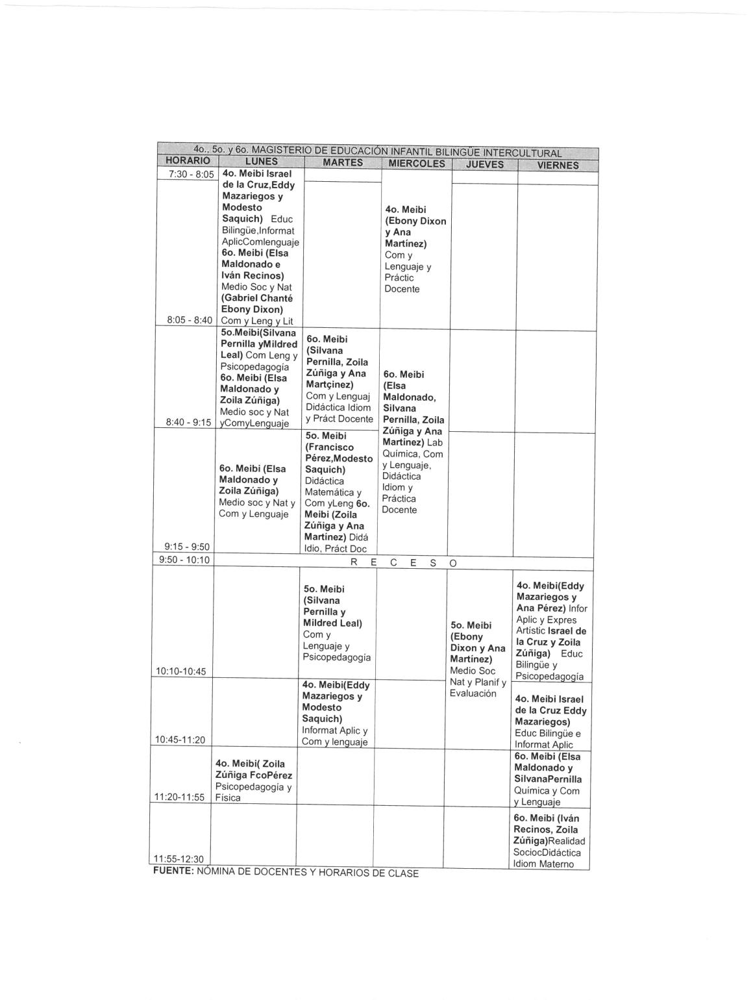 4o., 5o. y 6o. MAGISTERIO DE EDUCACIÓN INFANTIL BILINGÜE INTERCULTURAL
HORARIO LUNES MARTES MIERCOLES JUEVES VIERNES
7:30 - 8:05
8:05 - 8:40
4o. Meibi Israel
de la Cruz,Eddy
Mazariegos y
Modesto
Saquich) Educ
Bilingüe,Informat
AplicComlenguaje
6o. Meibi (Elsa
Maldonado e
Iván Recinos)
Medio Soc y Nat
(Gabriel Chanté
Ebony Dixon)
Com y Leng y Lit
4o. Meibi
(Ebony Dixon
y Ana
Martínez)
Com y
Lenguaje y
Práctic
Docente
8:40 - 9:15
5o.Meibi(Silvana
Pernilla yMildred
Leal) Com Leng y
Psicopedagogía
6o. Meibi (Elsa
Maldonado y
Zoila Zúñiga)
Medio soc y Nat
yComyLenguaje
6o. Meibi
(Silvana
Pernilla, Zoila
Zúñiga y Ana
Martçinez)
Com y Lenguaj
Didáctica Idiom
y Práct Docente
6o. Meibi
(Elsa
Maldonado,
Silvana
Pernilla, Zoila
Zúñiga y Ana
Martínez) Lab
Química, Com
y Lenguaje,
Didáctica
Idiom y
Práctica
Docente
9:15 - 9:50
6o. Meibi (Elsa
Maldonado y
Zoila Zúñiga)
Medio soc y Nat y
Com y Lenguaje
5o. Meibi
(Francisco
Pérez,Modesto
Saquich)
Didáctica
Matemática y
Com yLeng 6o.
Meibi (Zoila
Zúñiga y Ana
Martínez) Didá
Idio, Práct Doc
9:50 - 10:10 R E C E S O
10:10-10:45
5o. Meibi
(Silvana
Pernilla y
Mildred Leal)
Com y
Lenguaje y
Psicopedagogía
5o. Meibi
(Ebony
Dixon y Ana
Martínez)
Medio Soc
Nat y Planif y
Evaluación
4o. Meibi(Eddy
Mazariegos y
Ana Pérez) Infor
Aplic y Expres
Artístic Israel de
la Cruz y Zoila
Zúñiga) Educ
Bilingüe y
Psicopedagogía
10:45-11:20
4o. Meibi(Eddy
Mazariegos y
Modesto
Saquich)
Informat Aplic y
Com y lenguaje
4o. Meibi Israel
de la Cruz Eddy
Mazariegos)
Educ Bilingüe e
Informat Aplic
11:20-11:55
4o. Meibi( Zoila
Zúñiga FcoPérez
Psicopedagogía y
Física
6o. Meibi (Elsa
Maldonado y
SilvanaPernilla
Química y Com
y Lenguaje
11:55-12:30
6o. Meibi (Iván
Recinos, Zoila
Zúñiga)Realidad
SociocDidáctica
Idiom Materno
FUENTE: NÓMINA DE DOCENTES Y HORARIOS DE CLASE